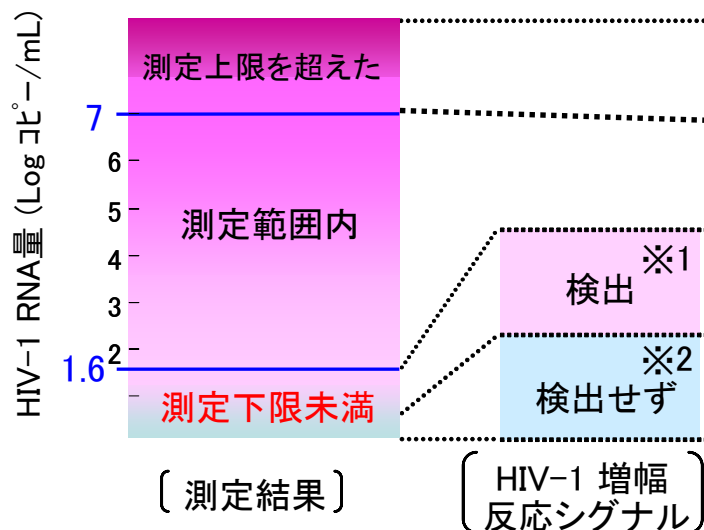 HIV-1 RNA量 (Log コピー/mL)
測定上限を超えた
7
6
5
測定範囲内
4
3
2
1.6
測定下限未満
※1
検出
※2
検出せず
〔 測定結果 〕
HIV-1 増幅
反応シグナル